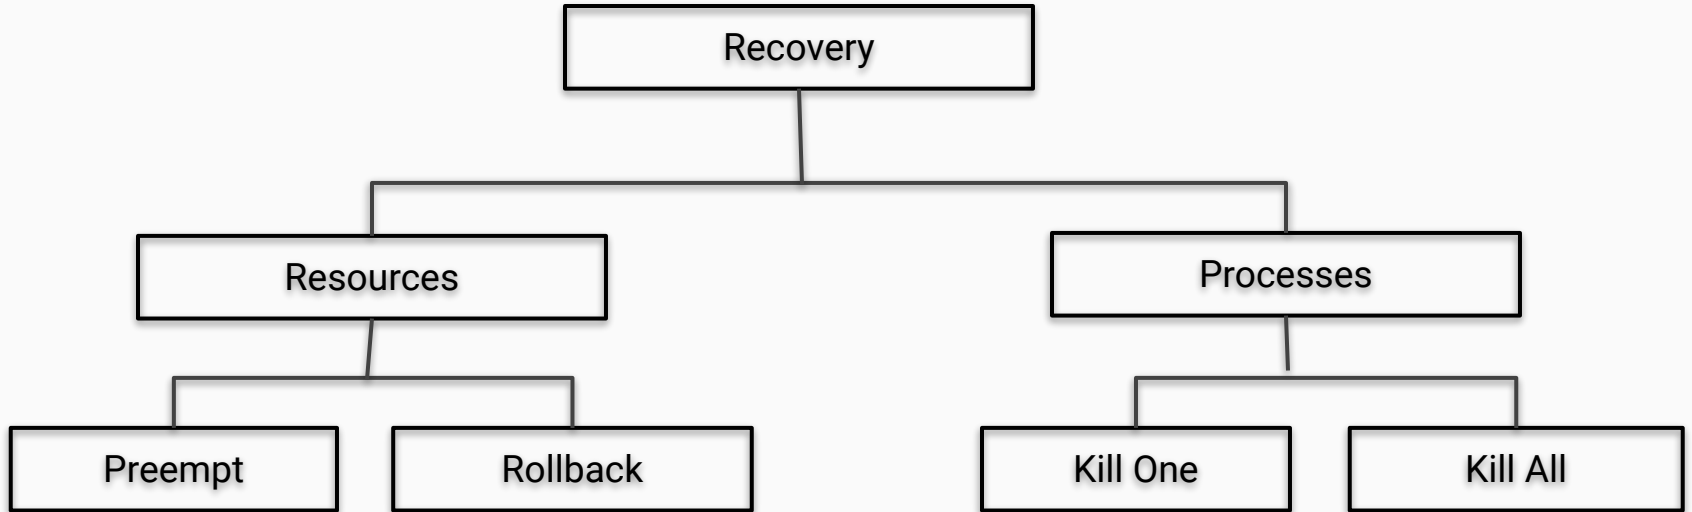 Recovery
Resources
Processes
Preempt
Rollback
Kill One
Kill All